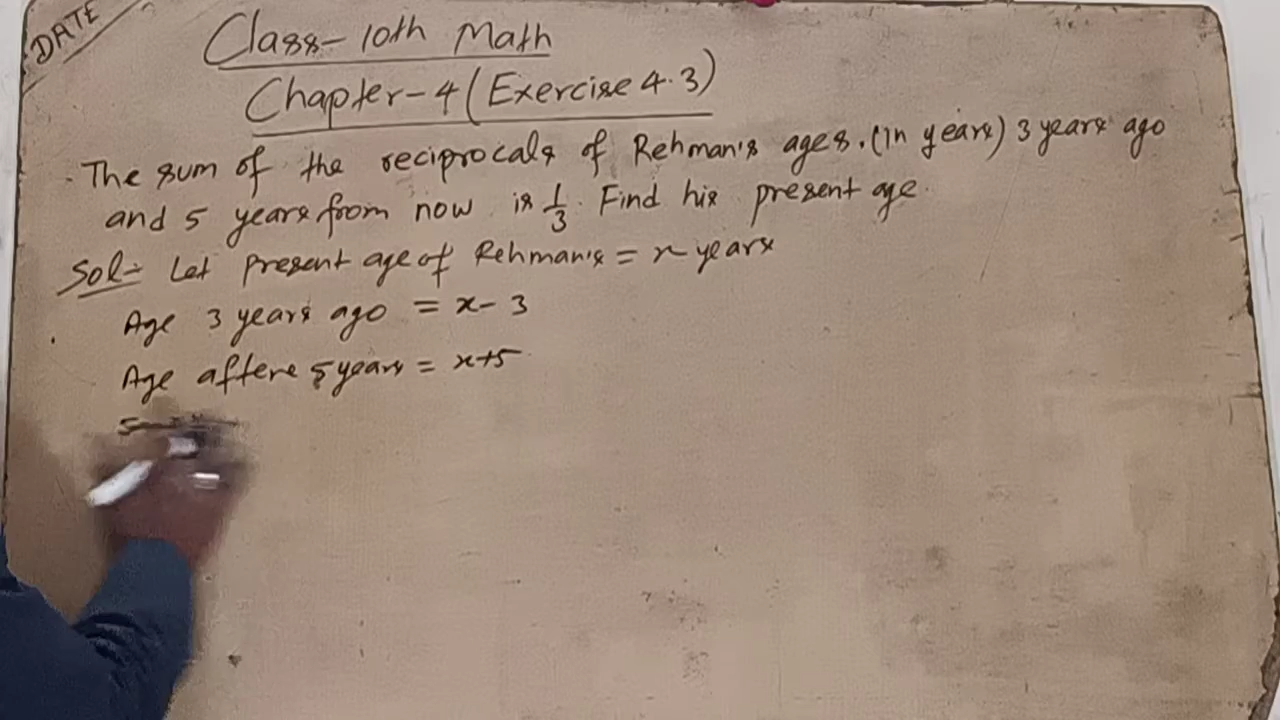 DATE
Class-10th Math
Chapter-4 (Exercise 4.3)
The sum of the reciprocals of Rehman's ages. (in years) 3 years ago
and 5 years from now is 1/3. Find his present age.
Sol:- Let present age of Rehman's = x years
Age 3 years ago = x-3
Age aftere 5 years = x+5